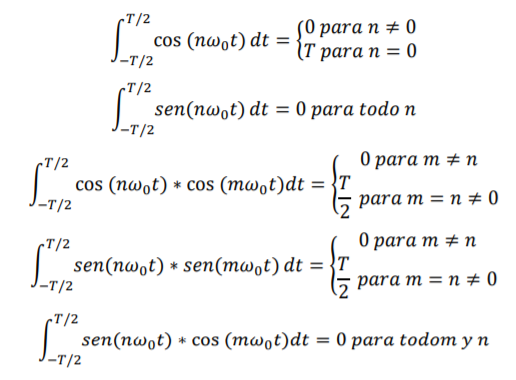 ∫_{-T/2}^{T/2} cos (nω₀t) dt = {0 para n ≠ 0
{T para n = 0
∫_{-T/2}^{T/2} sen(nω₀t) dt = 0 para todo n
∫_{-T/2}^{T/2} cos (nω₀t) * cos (mω₀t)dt = {0 para m ≠ n
{T/2 para m = n ≠ 0
∫_{-T/2}^{T/2} sen(nω₀t) * sen(mω₀t) dt = {0 para m ≠ n
{T/2 para m = n ≠ 0
∫_{-T/2}^{T/2} sen(nω₀t) * cos (mω₀t)dt = 0 para todom y n